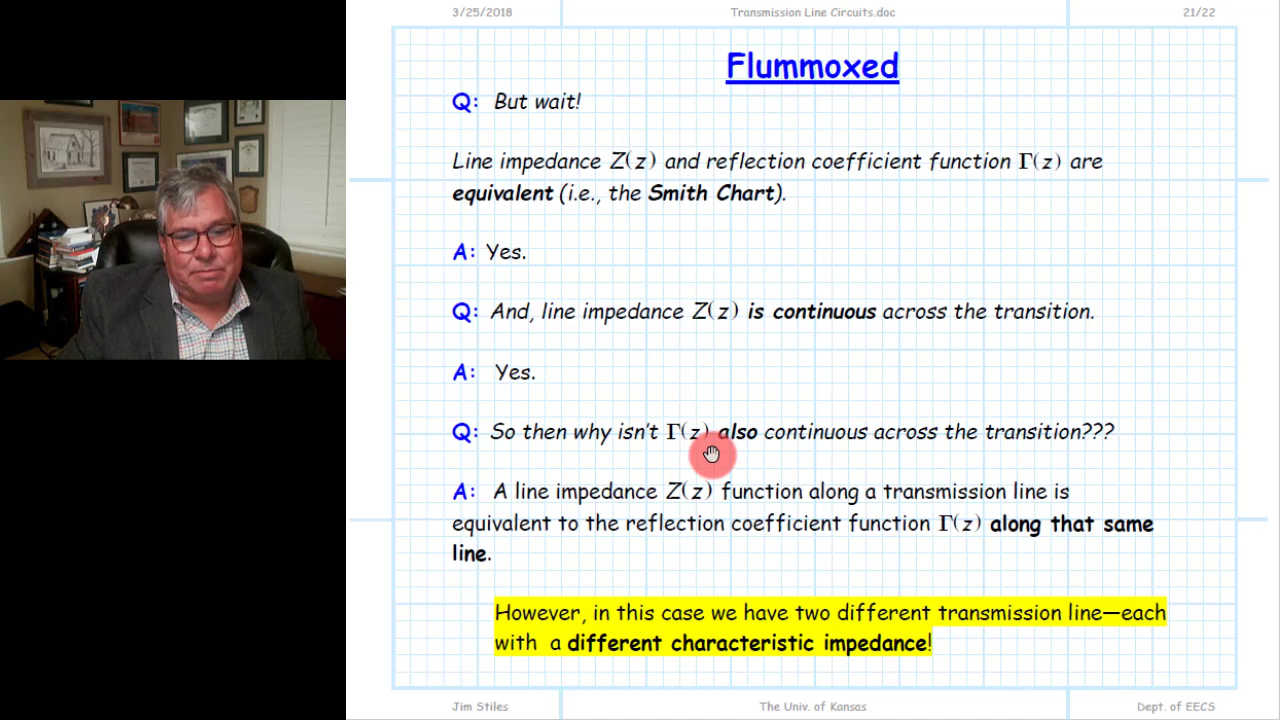 3/25/2018 Transmission Line Circuits.doc 21/22
Flummoxed
Q: But wait!
Line impedance Z(z) and reflection coefficient function Γ(z) are
equivalent (i.e., the Smith Chart).
A: Yes.
Q: And, line impedance Z(z) is continuous across the transition.
A: Yes.
Q: So then why isn't Γ(z) also continuous across the transition???
A: A line impedance Z(z) function along a transmission line is
equivalent to the reflection coefficient function Γ(z) along that same
line.
However, in this case we have two different transmission line—each
with a different characteristic impedance!
Jim Stiles The Univ. of Kansas Dept. of EECS